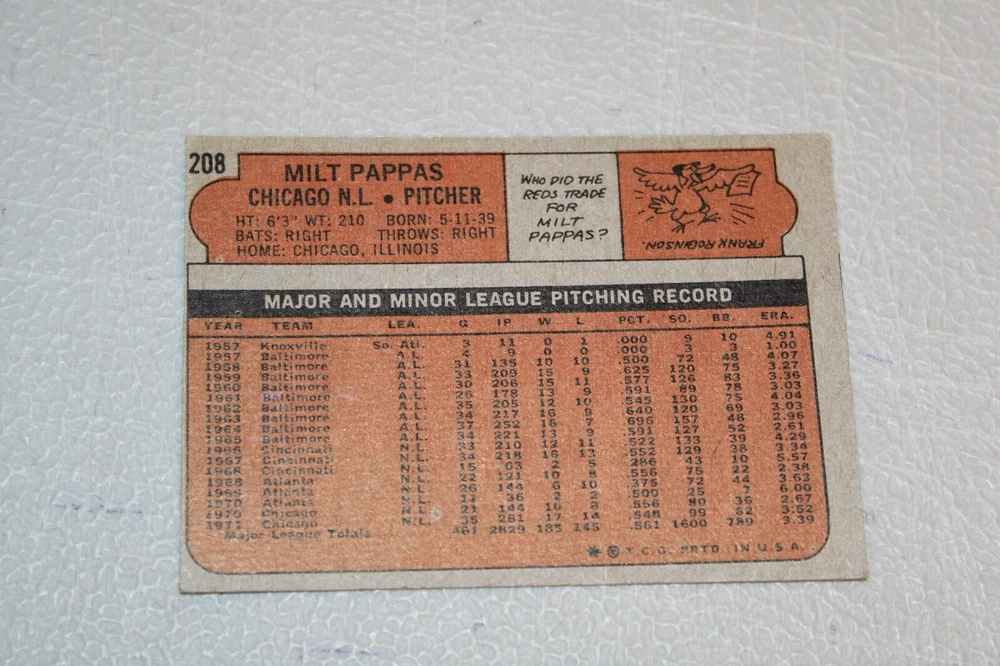 208
MILT PAPPAS
CHICAGO N.L. • PITCHER
HT: 6'3" WT: 210 BORN: 5-11-39
BATS: RIGHT THROWS: RIGHT
HOME: CHICAGO, ILLINOIS
WHO DID THE
REDS TRADE
FOR
MILT
PAPPAS?
FRANK ROBINSON.
MAJOR AND MINOR LEAGUE PITCHING RECORD
YEAR TEAM LEA. G IP W L PCT. SO. BB. ERA.
1957 Knoxville So. Atl. 3 11 0 1 .000 9 10 4.91
1957 Baltimore A.L. 4 9 0 0 .000 3 3 1.00
1958 Baltimore A.L. 31 135 10 10 .500 72 48 4.07
1959 Baltimore A.L. 33 209 15 9 .625 120 75 3.27
1960 Baltimore A.L. 30 206 15 11 .577 126 83 3.36
1961 Baltimore A.L. 26 178 13 9 .591 89 78 3.03
1962 Baltimore A.L. 35 205 12 10 .545 130 75 4.04
1963 Baltimore A.L. 34 217 16 9 .640 120 69 3.03
1964 Baltimore A.L. 37 252 16 7 .696 157 48 2.96
1965 Baltimore A.L. 34 221 13 9 .591 127 52 2.61
1966 Cincinnati N.L. 33 210 12 11 .522 133 39 4.29
1967 Cincinnati N.L. 34 218 16 13 .552 129 38 3.34
1968 Cincinnati N.L. 15 63 2 5 .286 43 10 5.57
1968 Atlanta N.L. 22 121 10 8 .556 75 22 2.38
1969 Atlanta N.L. 26 144 6 10 .375 72 44 3.63
1970 Atlanta N.L. 11 36 2 2 .500 25 7 6.00
1970 Chicago N.L. 21 144 10 8 .556 80 36 2.67
1971 Chicago N.L. 35 261 17 14 .548 99 62 3.52
Major League Totals 461 2829 185 145 .561 1600 789 3.39
* © T.C.G. PRTD. IN U.S.A.